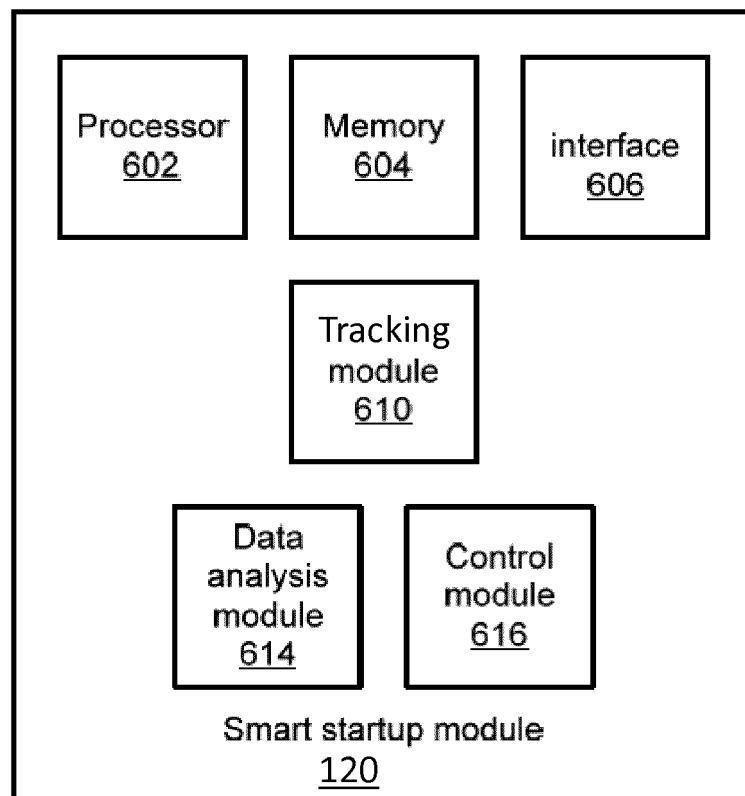 Processor
602
Memory
604
interface
606
Tracking
module
610
Data
analysis
module
614
Control
module
616
Smart startup module
120